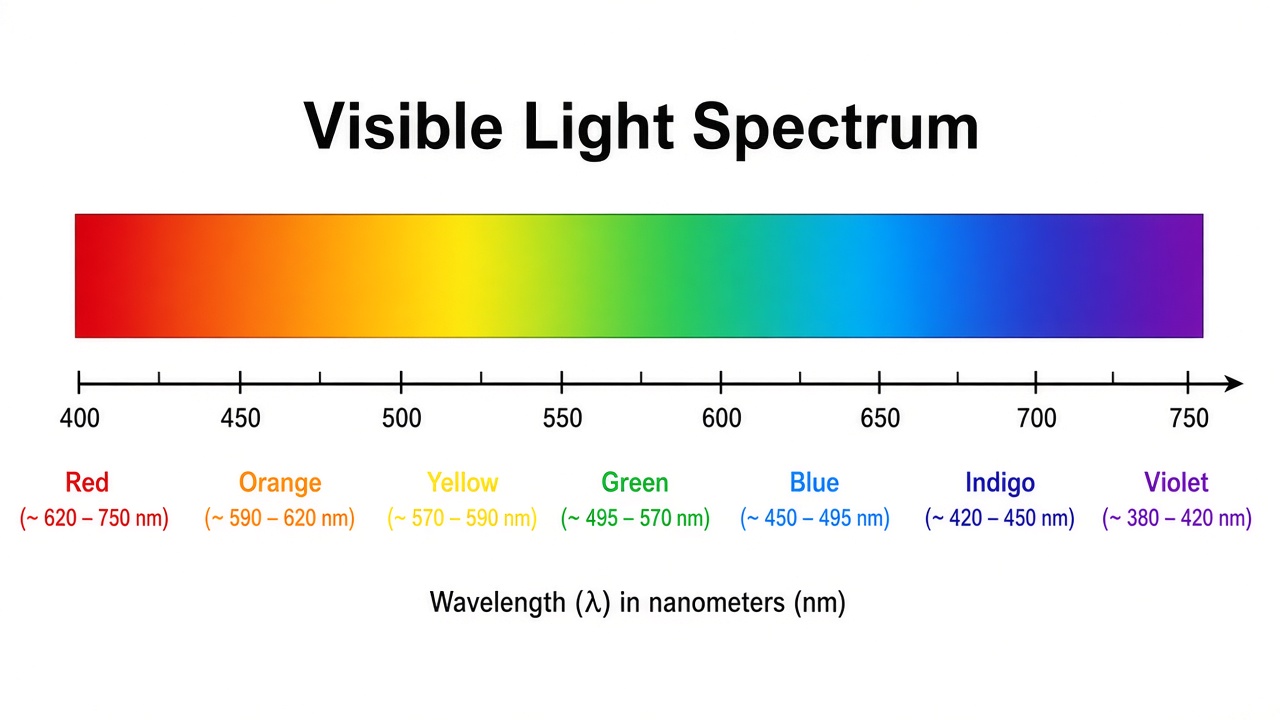 Visible Light Spectrum
400 450 500 550 600 650 700 750
Red Orange Yellow Green Blue Indigo Violet
(~ 620 – 750 nm) (~ 590 – 620 nm) (~ 570 – 590 nm) (~ 495 – 570 nm) (~ 450 – 495 nm) (~ 420 – 450 nm) (~ 380 – 420 nm)
Wavelength (λ) in nanometers (nm)